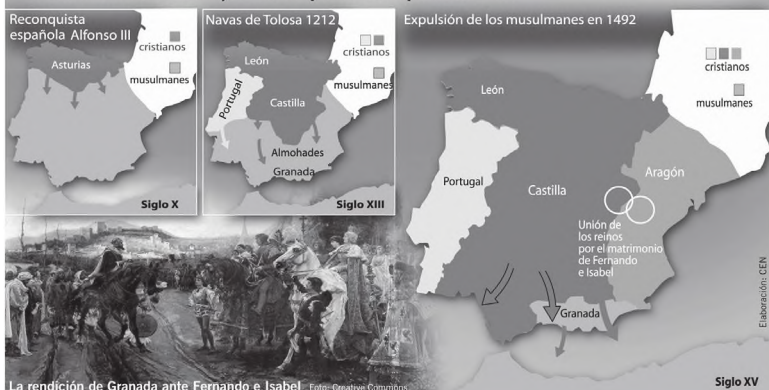 Reconquista
española Alfonso III
cristianos
musulmanes
Asturias
Siglo X
Navas de Tolosa 1212
cristianos
musulmanes
León
Portugal
Castilla
Almohades
Granada
Siglo XIII
Expulsión de los musulmanes en 1492
cristianos
musulmanes
León
Portugal
Castilla
Aragón
Unión de
los reinos
por el matrimonio
de Fernando
e Isabel
Granada
Siglo XV
Elaboración: CEN
La rendición de Granada ante Fernando e Isabel Foto: Creative Commons